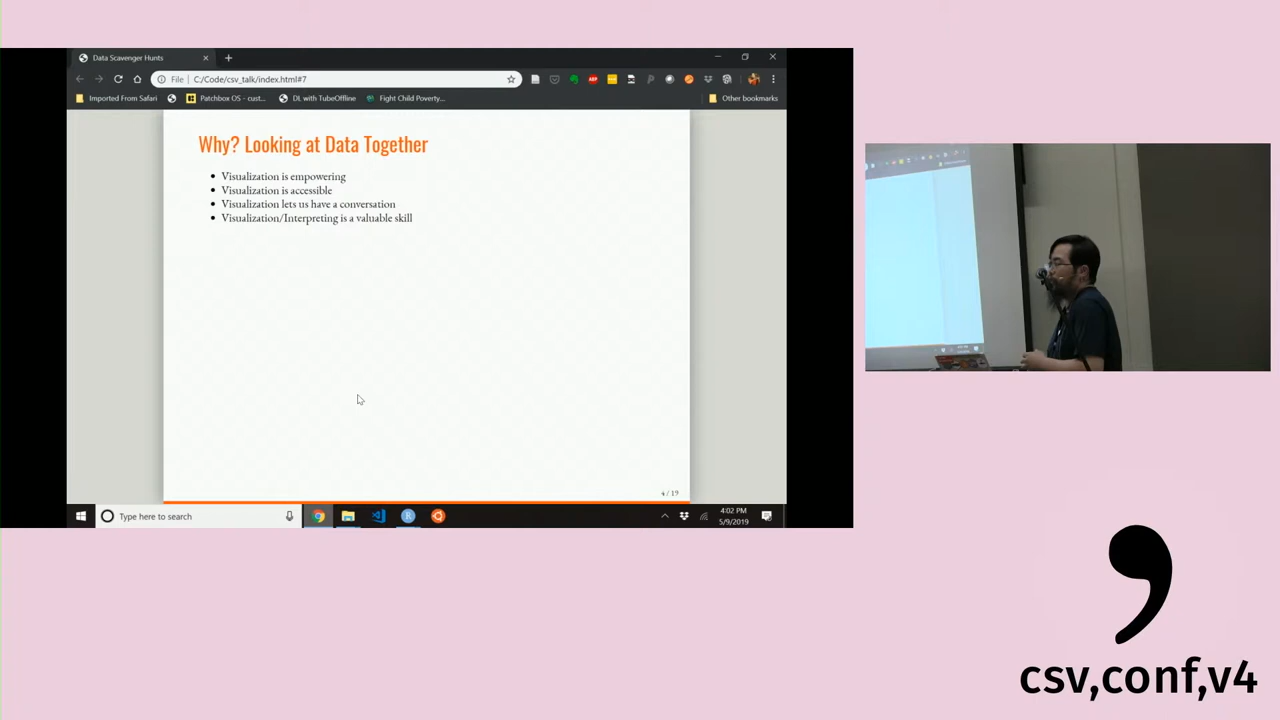 Data Scavenger Hunts
File
C:/Code/csv_talk/index.html#7
Imported From Safari
Patchbox OS - cust...
DL with TubeOffline
Fight Child Poverty...
Other bookmarks
Why? Looking at Data Together
Visualization is empowering
Visualization is accessible
Visualization lets us have a conversation
Visualization/Interpreting is a valuable skill
4 / 19
Type here to search
4:02 PM
5/9/2019
csv,conf,v4